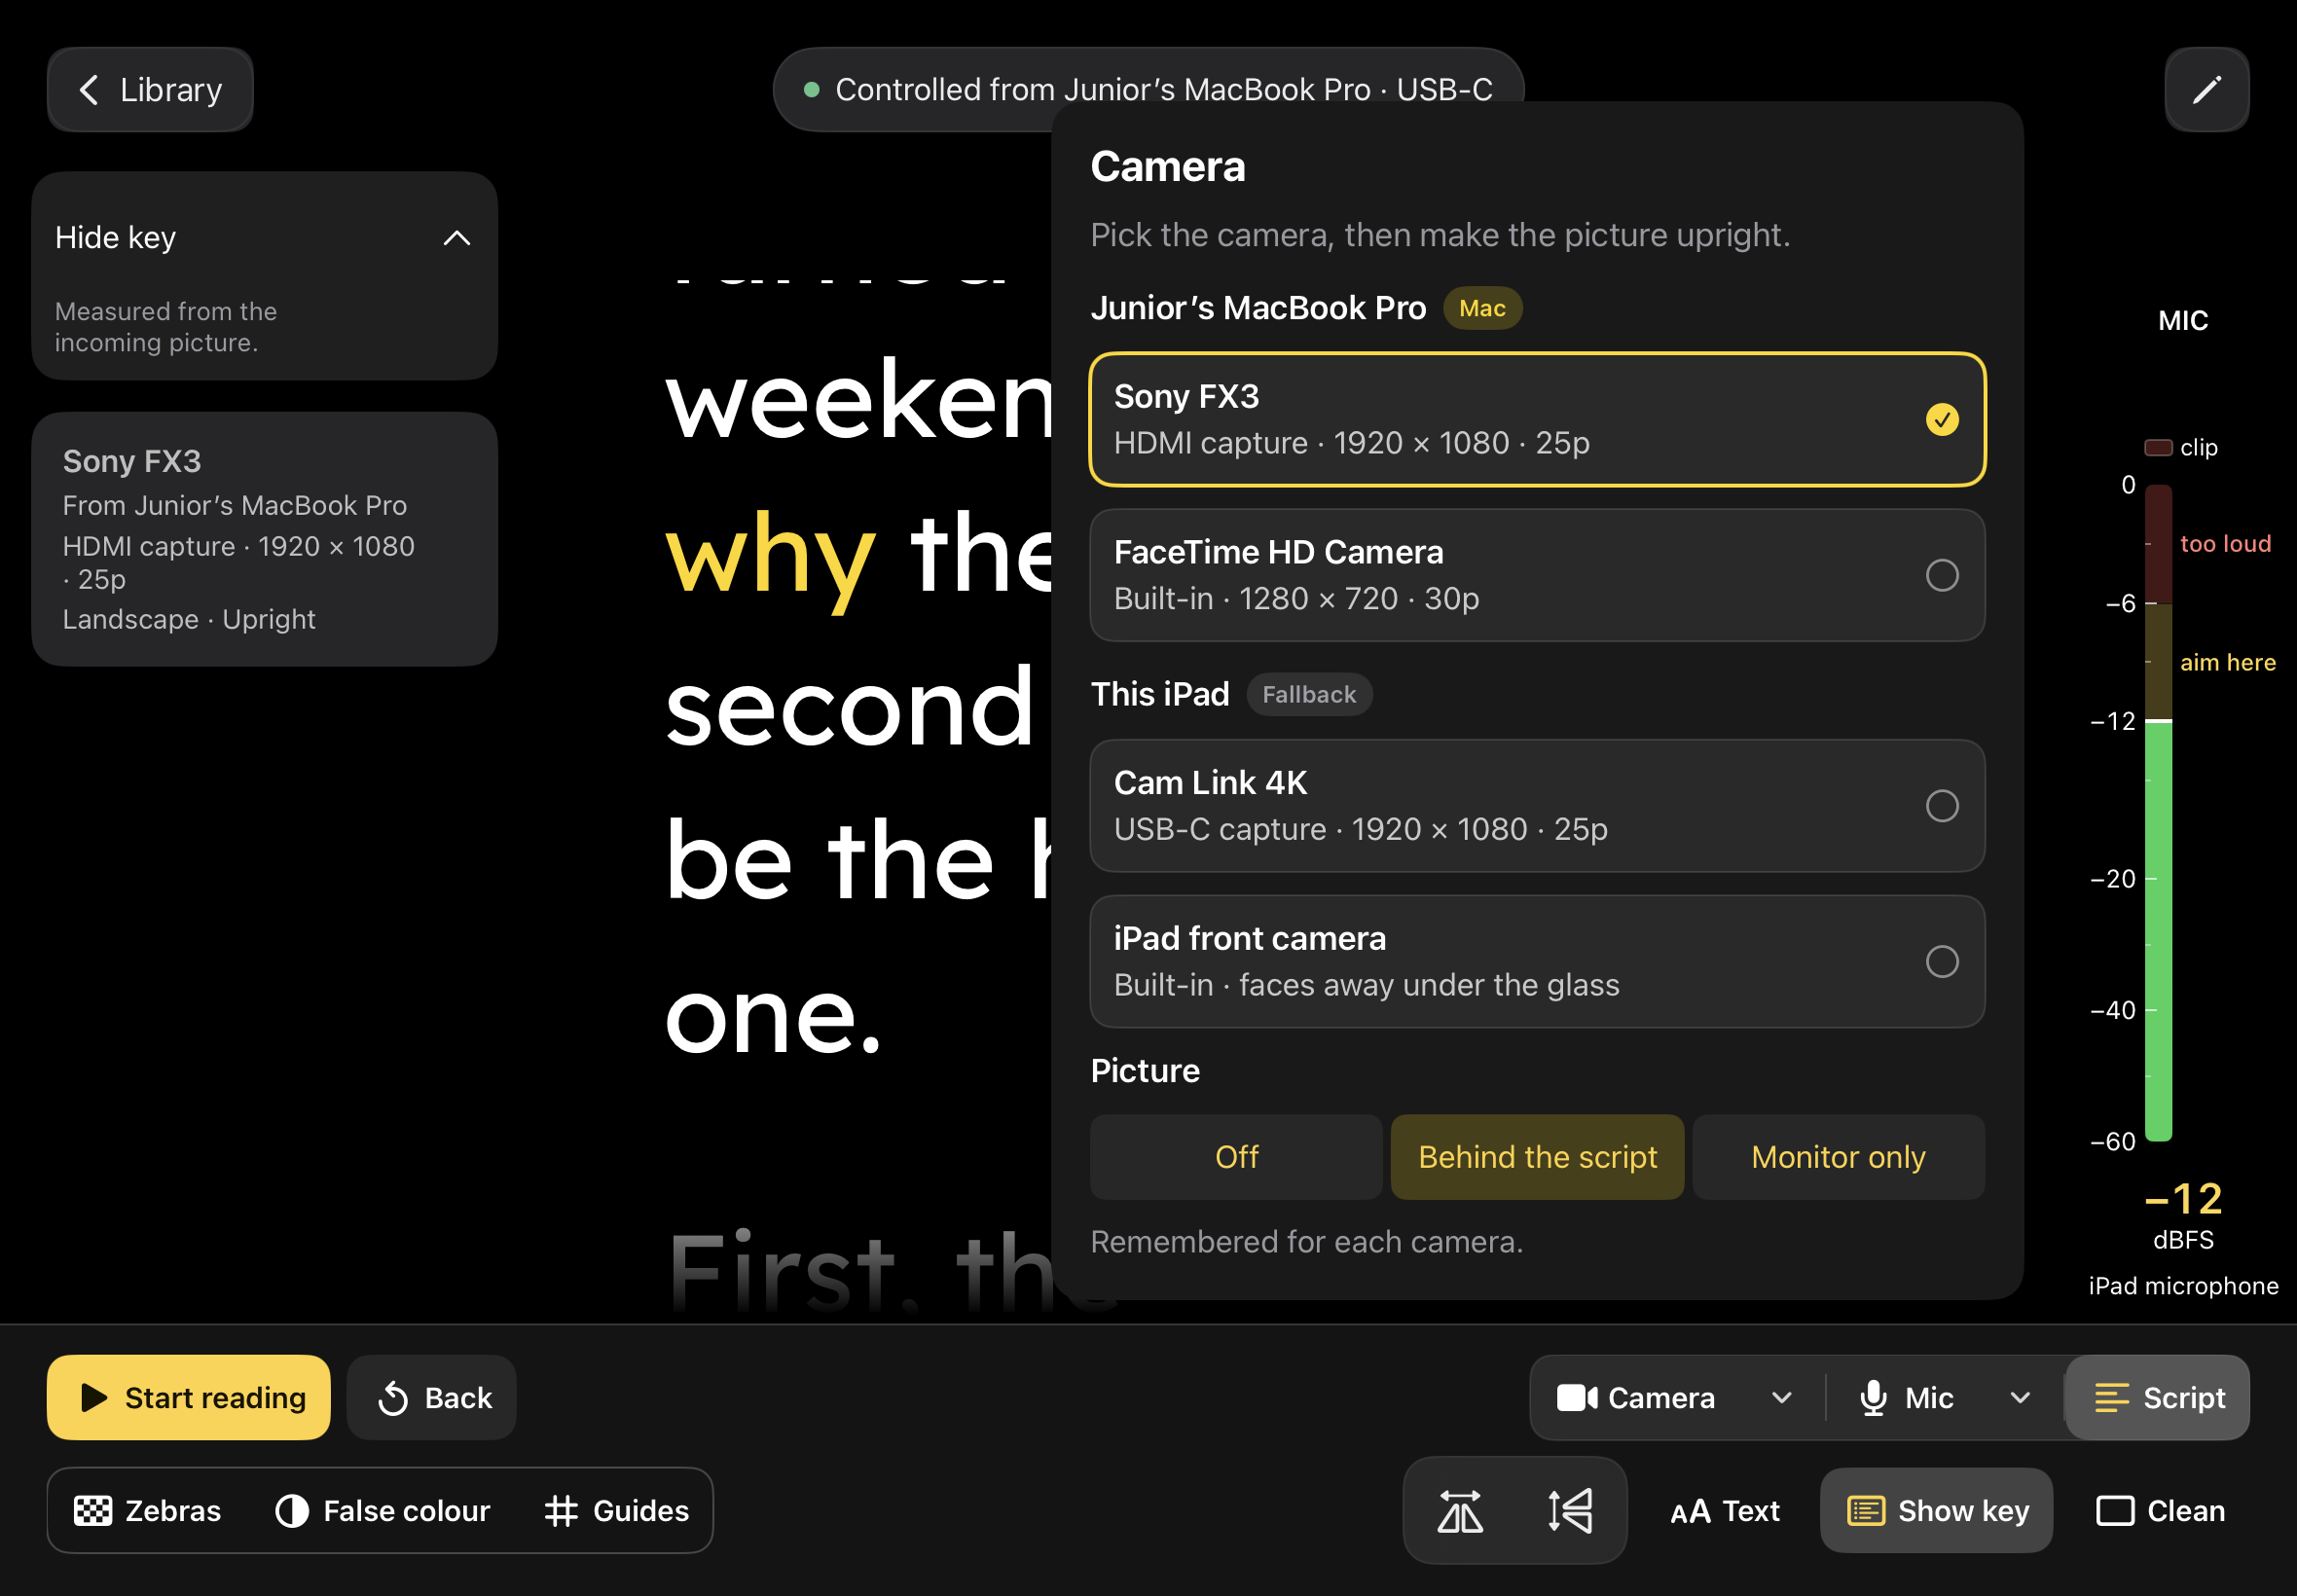 Library
Controlled from Junior’s MacBook Pro · USB-C
Hide key
Measured from the
incoming picture.
Sony FX3
From Junior’s MacBook Pro
HDMI capture · 1920 × 1080
· 25p
Landscape · Upright
why the
second
be the
one.
First, the
Camera
Pick the camera, then make the picture upright.
Junior’s MacBook Pro Mac
Sony FX3
HDMI capture · 1920 × 1080 · 25p
FaceTime HD Camera
Built-in · 1280 × 720 · 30p
This iPad Fallback
Cam Link 4K
USB-C capture · 1920 × 1080 · 25p
iPad front camera
Built-in · faces away under the glass
Picture
Off Behind the script Monitor only
Remembered for each camera.
MIC
clip
0
too loud
−6
aim here
−12
−20
−40
−60
−12
dBFS
iPad microphone
Start reading Back
Camera Mic Script
Zebras False colour Guides
AA Text Show key Clean